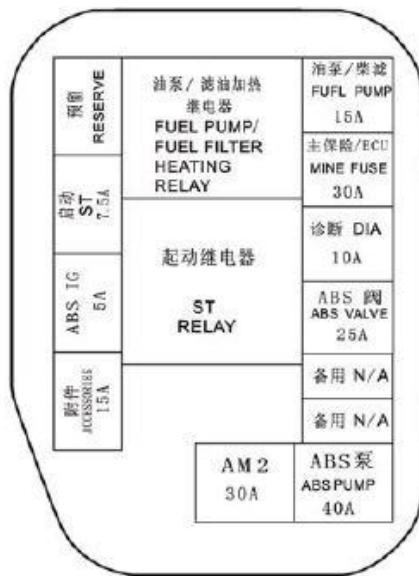 预留
RESERVE
启动
ST
7.5A
ABS IG
5A
附件
ACCESSORIES
15A
油泵/滤油加热
继电器
FUEL PUMP/
FUEL FILTER
HEATING
RELAY
起动继电器
ST
RELAY
油泵/柴滤
FUFL PUMP
15A
主保险/ECU
MINE FUSE
30A
诊断 DIA
10A
ABS 阀
ABS VALVE
25A
备用 N/A
备用 N/A
AM2
30A
ABS泵
ABS PUMP
40A